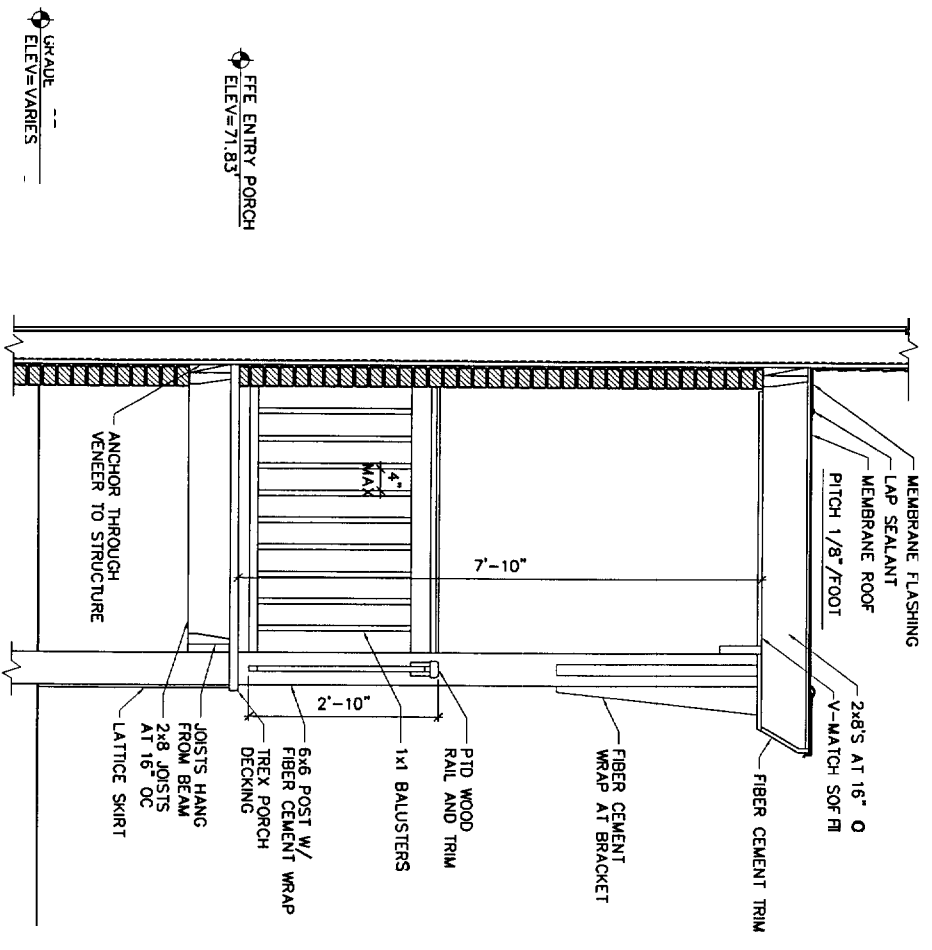 MEMBRANE FLASHING
LAP SEALANT
MEMBRANE ROOF
PITCH 1/8"/FOOT
2x8'S AT 16" O
V-MATCH SOFFIT
FIBER CEMENT TRIM
FIBER CEMENT
WRAP AT BRACKET
7'-10"
PTD WOOD
RAIL AND TRIM
4"
MAX
1x1 BALUSTERS
2'-10"
6x6 POST W/
FIBER CEMENT WRAP
TREX PORCH
DECKING
FFE ENTRY PORCH
ELEV=71.83'
JOISTS HANG
FROM BEAM
2x8 JOISTS
AT 16" OC
LATTICE SKIRT
ANCHOR THROUGH
VENEER TO STRUCTURE
GRADE
ELEV=VARIES